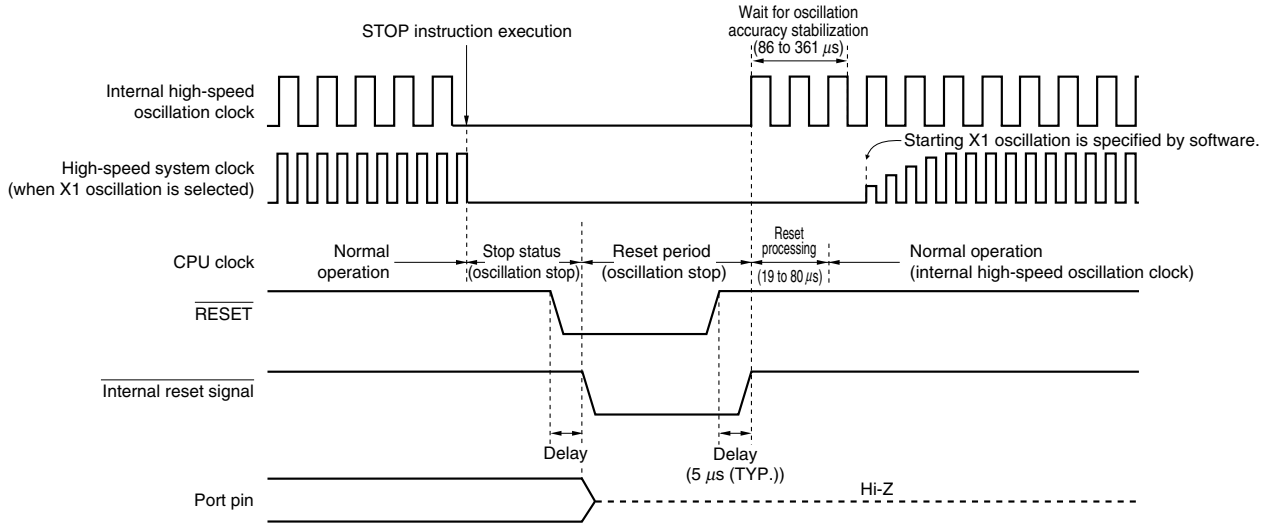 STOP instruction execution
Wait for oscillation
accuracy stabilization
(86 to 361 μs)
Internal high-speed
oscillation clock
Starting X1 oscillation is specified by software.
High-speed system clock
(when X1 oscillation is selected)
CPU clock
Normal
operation
Stop status
(oscillation stop)
Reset period
(oscillation stop)
Reset
processing
(19 to 80 μs)
Normal operation
(internal high-speed oscillation clock)
RESET
Internal reset signal
Delay
Delay
(5 μs (TYP.))
Port pin
Hi-Z